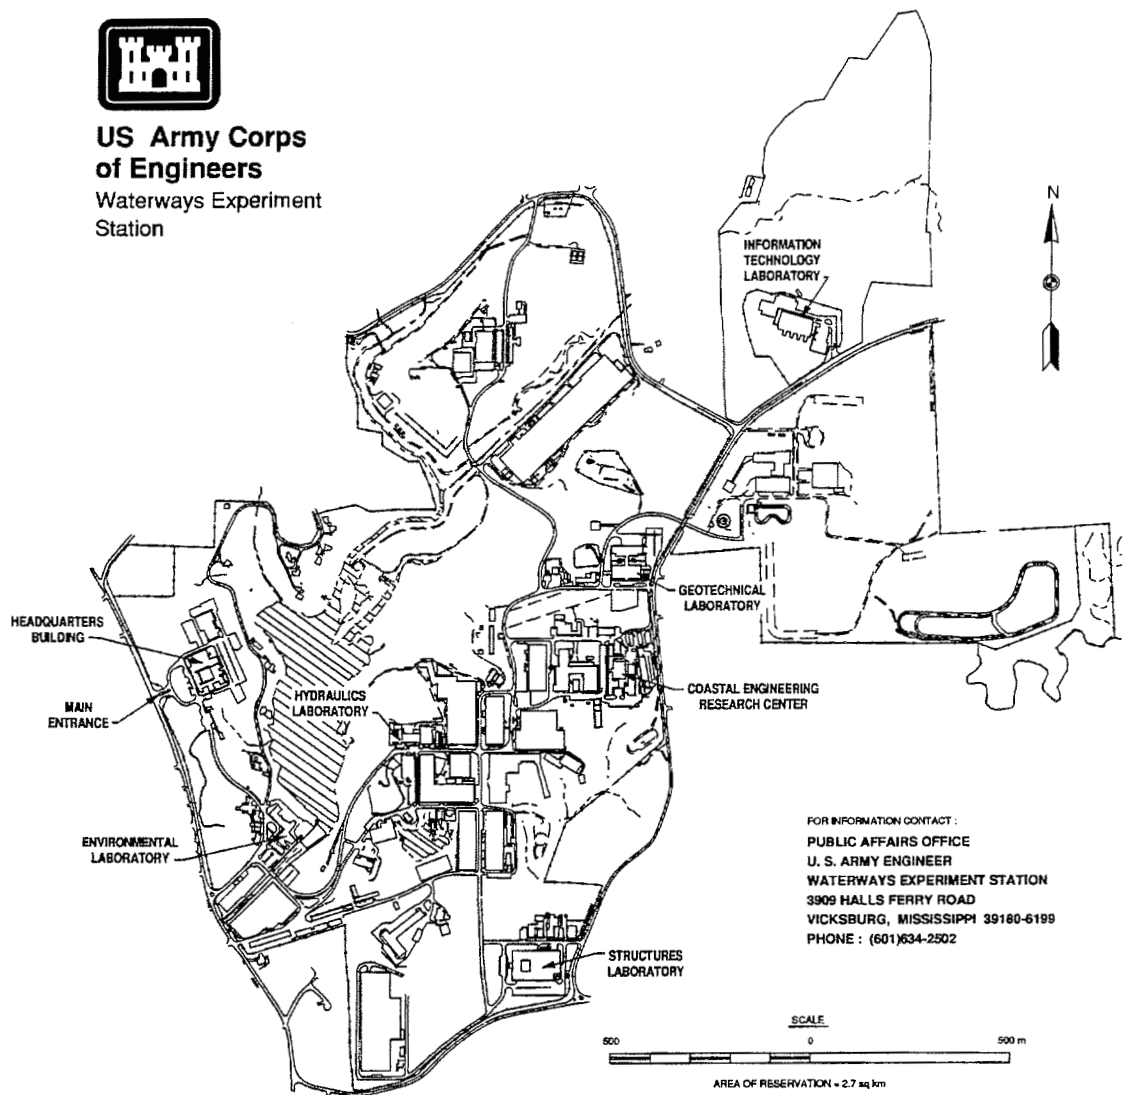 US Army Corps
of Engineers
Waterways Experiment
Station
N
INFORMATION
TECHNOLOGY
LABORATORY
3
GEOTECHNICAL
LABORATORY
HEADQUARTERS
BUILDING
MAIN
ENTRANCE
HYDRAULICS
LABORATORY
COASTAL ENGINEERING
RESEARCH CENTER
ENVIRONMENTAL
LABORATORY
STRUCTURES
LABORATORY
FOR INFORMATION CONTACT :
PUBLIC AFFAIRS OFFICE
U. S. ARMY ENGINEER
WATERWAYS EXPERIMENT STATION
3909 HALLS FERRY ROAD
VICKSBURG, MISSISSIPPI 39180-6199
PHONE : (601)634-2502
SCALE
500 0 500 m
AREA OF RESERVATION = 2.7 sq km